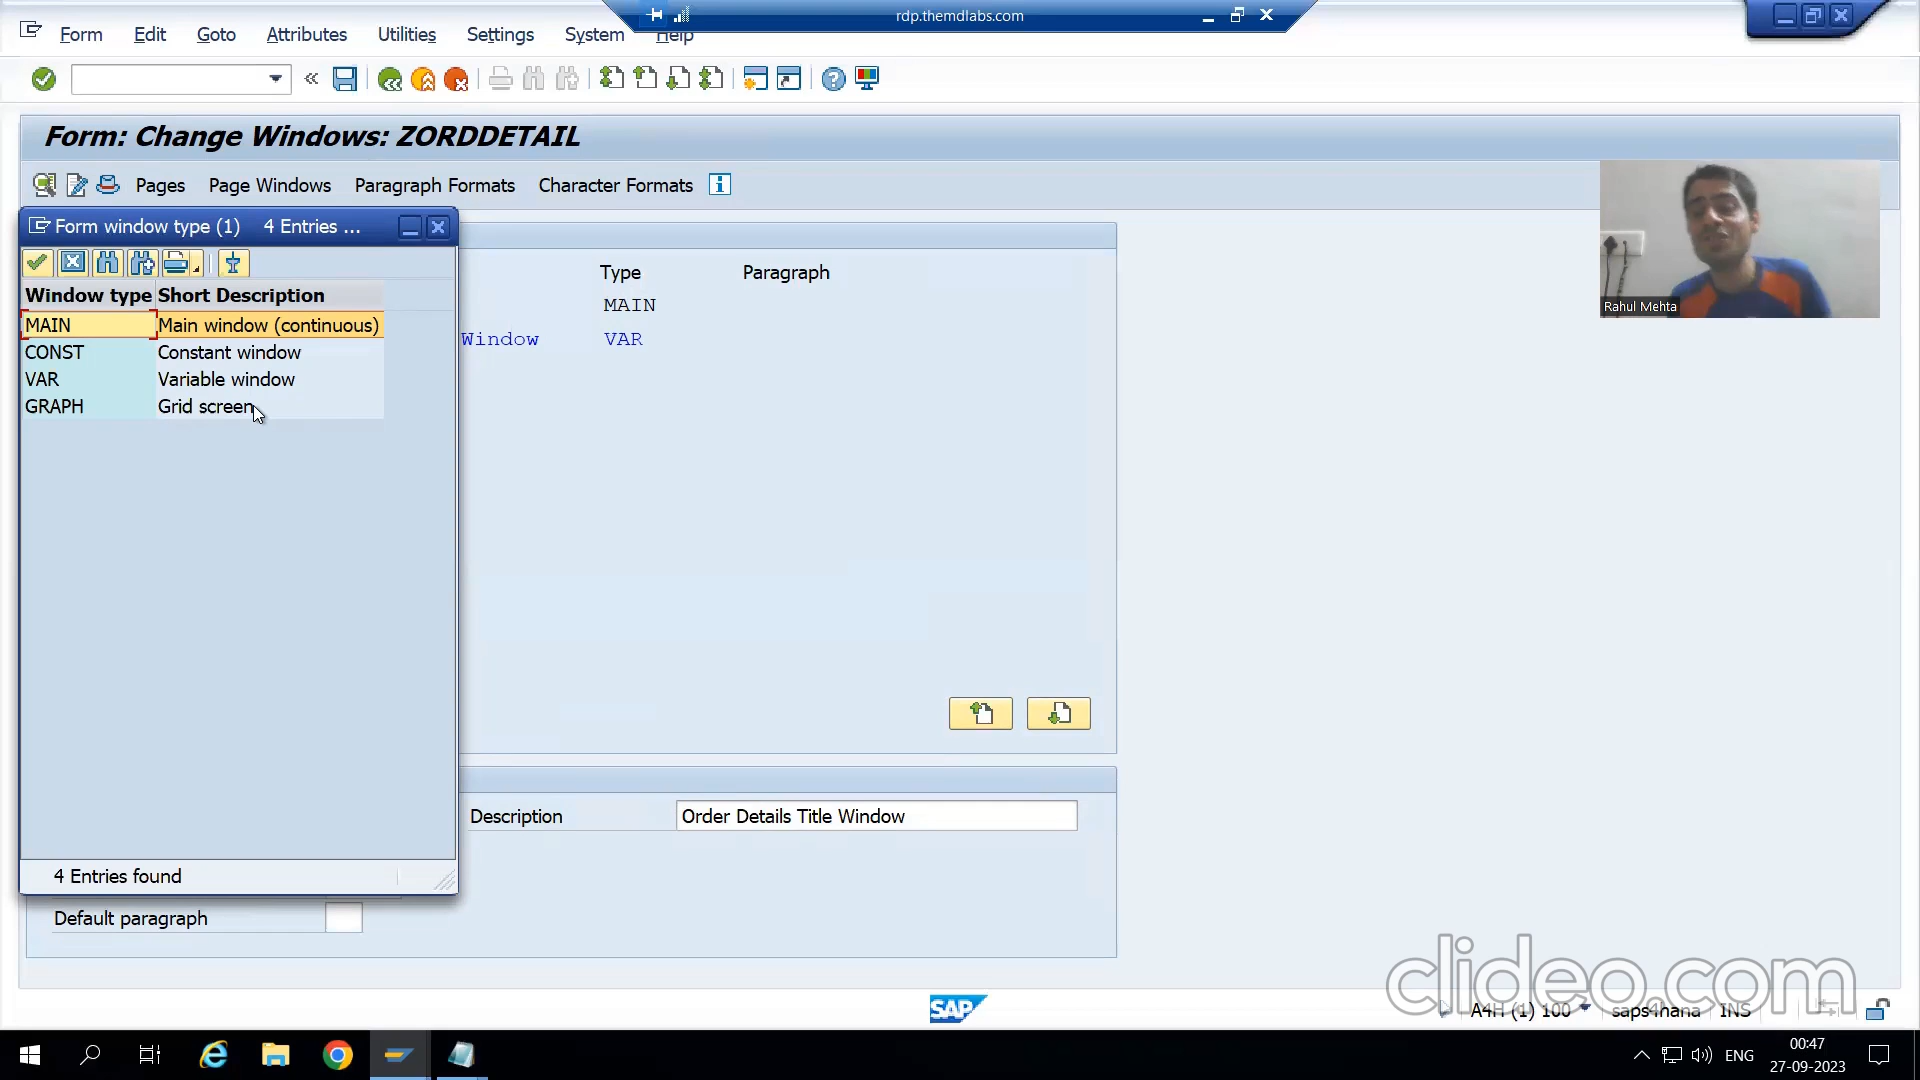 rdp.themdlabs.com
Form Edit Goto Attributes Utilities Settings System Help
Form: Change Windows: ZORDDETAIL
Pages Page Windows Paragraph Formats Character Formats
Form window type (1) 4 Entries ...
Window type Short Description
MAIN Main window (continuous)
CONST Constant window
VAR Variable window
GRAPH Grid screen
4 Entries found
Type Paragraph
MAIN
Window VAR
Description Order Details Title Window
Default paragraph
Rahul Mehta
clideo.com
SAP
A4H (1) 100 saps4hana INS
ENG
00:47
27-09-2023